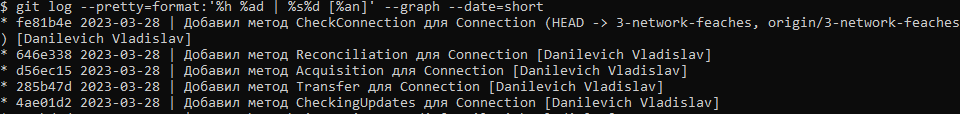 $ git log --pretty=format:'%h %ad | %s%d [%an]' --graph --date=short
* fe81b4e 2023-03-28 | Добавил метод CheckConnection для Connection (HEAD -> 3-network-feaches, origin/3-network-feaches
) [Danilevich Vladislav]
* 646e338 2023-03-28 | Добавил метод Reconciliation для Connection [Danilevich Vladislav]
* d56ec15 2023-03-28 | Добавил метод Acquisition для Connection [Danilevich Vladislav]
* 285b47d 2023-03-28 | Добавил метод Transfer для Connection [Danilevich Vladislav]
* 4ae01d2 2023-03-28 | Добавил метод CheckingUpdates для Connection [Danilevich Vladislav]